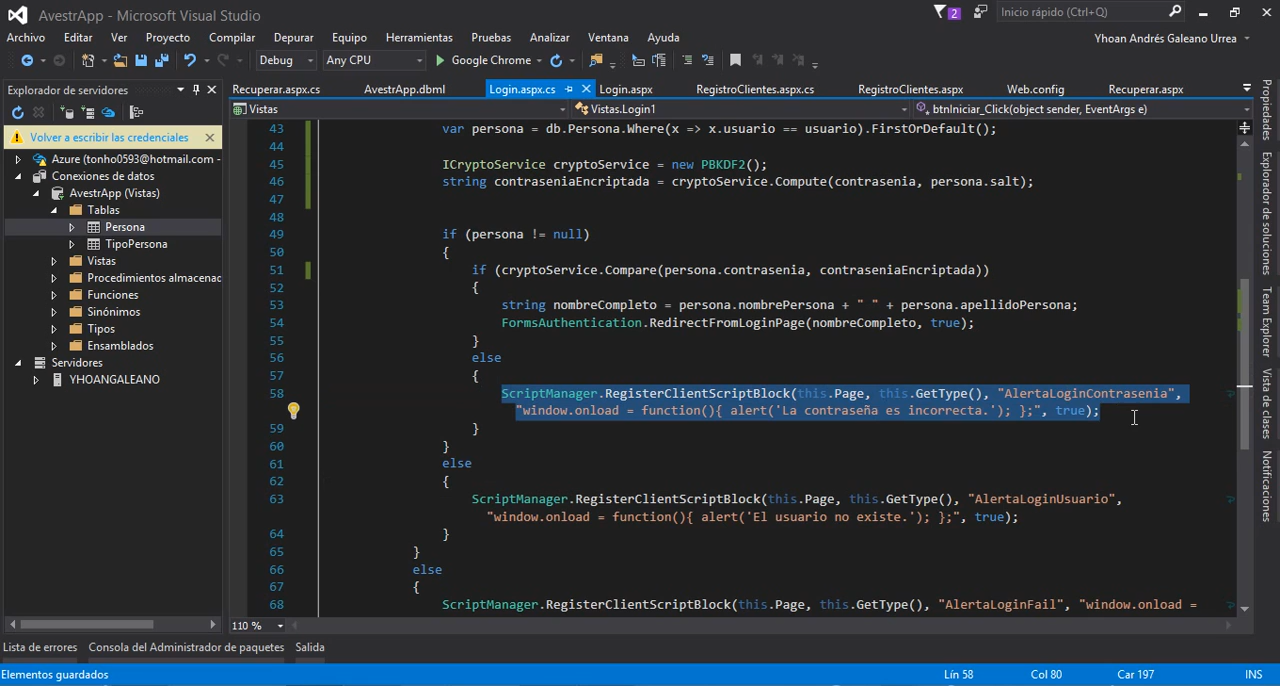 AvestrApp - Microsoft Visual Studio
2
Inicio rápido (Ctrl+Q)
Archivo Editar Ver Proyecto Compilar Depurar Equipo Herramientas Pruebas Analizar Ventana Ayuda
Yhoan Andrés Galeano Urrea
Debug Any CPU Google Chrome
Explorador de servidores
Recuperar.aspx.cs AvestrApp.dbml Login.aspx.cs Login.aspx RegistroClientes.aspx.cs RegistroClientes.aspx Web.config Recuperar.aspx
Vistas Vistas.Login1 btnIniciar_Click(object sender, EventArgs e)
Volver a escribir las credenciales
Azure (tonho0593@hotmail.com -
Conexiones de datos
AvestrApp (Vistas)
Tablas
Persona
TipoPersona
Vistas
Procedimientos almacenad
Funciones
Sinónimos
Tipos
Ensamblados
Servidores
YHOANGALEANO
43 var persona = db.Persona.Where(x => x.usuario == usuario).FirstOrDefault();
44
45 ICryptoService cryptoService = new PBKDF2();
46 string contraseniaEncriptada = cryptoService.Compute(contrasenia, persona.salt);
47
48
49 if (persona != null)
50 {
51 if (cryptoService.Compare(persona.contrasenia, contraseniaEncriptada))
52 {
53 string nombreCompleto = persona.nombrePersona + " " + persona.apellidoPersona;
54 FormsAuthentication.RedirectFromLoginPage(nombreCompleto, true);
55 }
56 else
57 {
58 ScriptManager.RegisterClientScriptBlock(this.Page, this.GetType(), "AlertaLoginContrasenia",
"window.onload = function(){ alert('La contraseña es incorrecta.'); };", true);
59 }
60 }
61 else
62 {
63 ScriptManager.RegisterClientScriptBlock(this.Page, this.GetType(), "AlertaLoginUsuario",
"window.onload = function(){ alert('El usuario no existe.'); };", true);
64 }
65 }
66 else
67 {
68 ScriptManager.RegisterClientScriptBlock(this.Page, this.GetType(), "AlertaLoginFail", "window.onload =
110 %
Propiedades
Explorador de soluciones
Team Explorer
Vista de clases
Notificaciones
Lista de errores Consola del Administrador de paquetes Salida
Elementos guardados Lín 58 Col 80 Car 197 INS